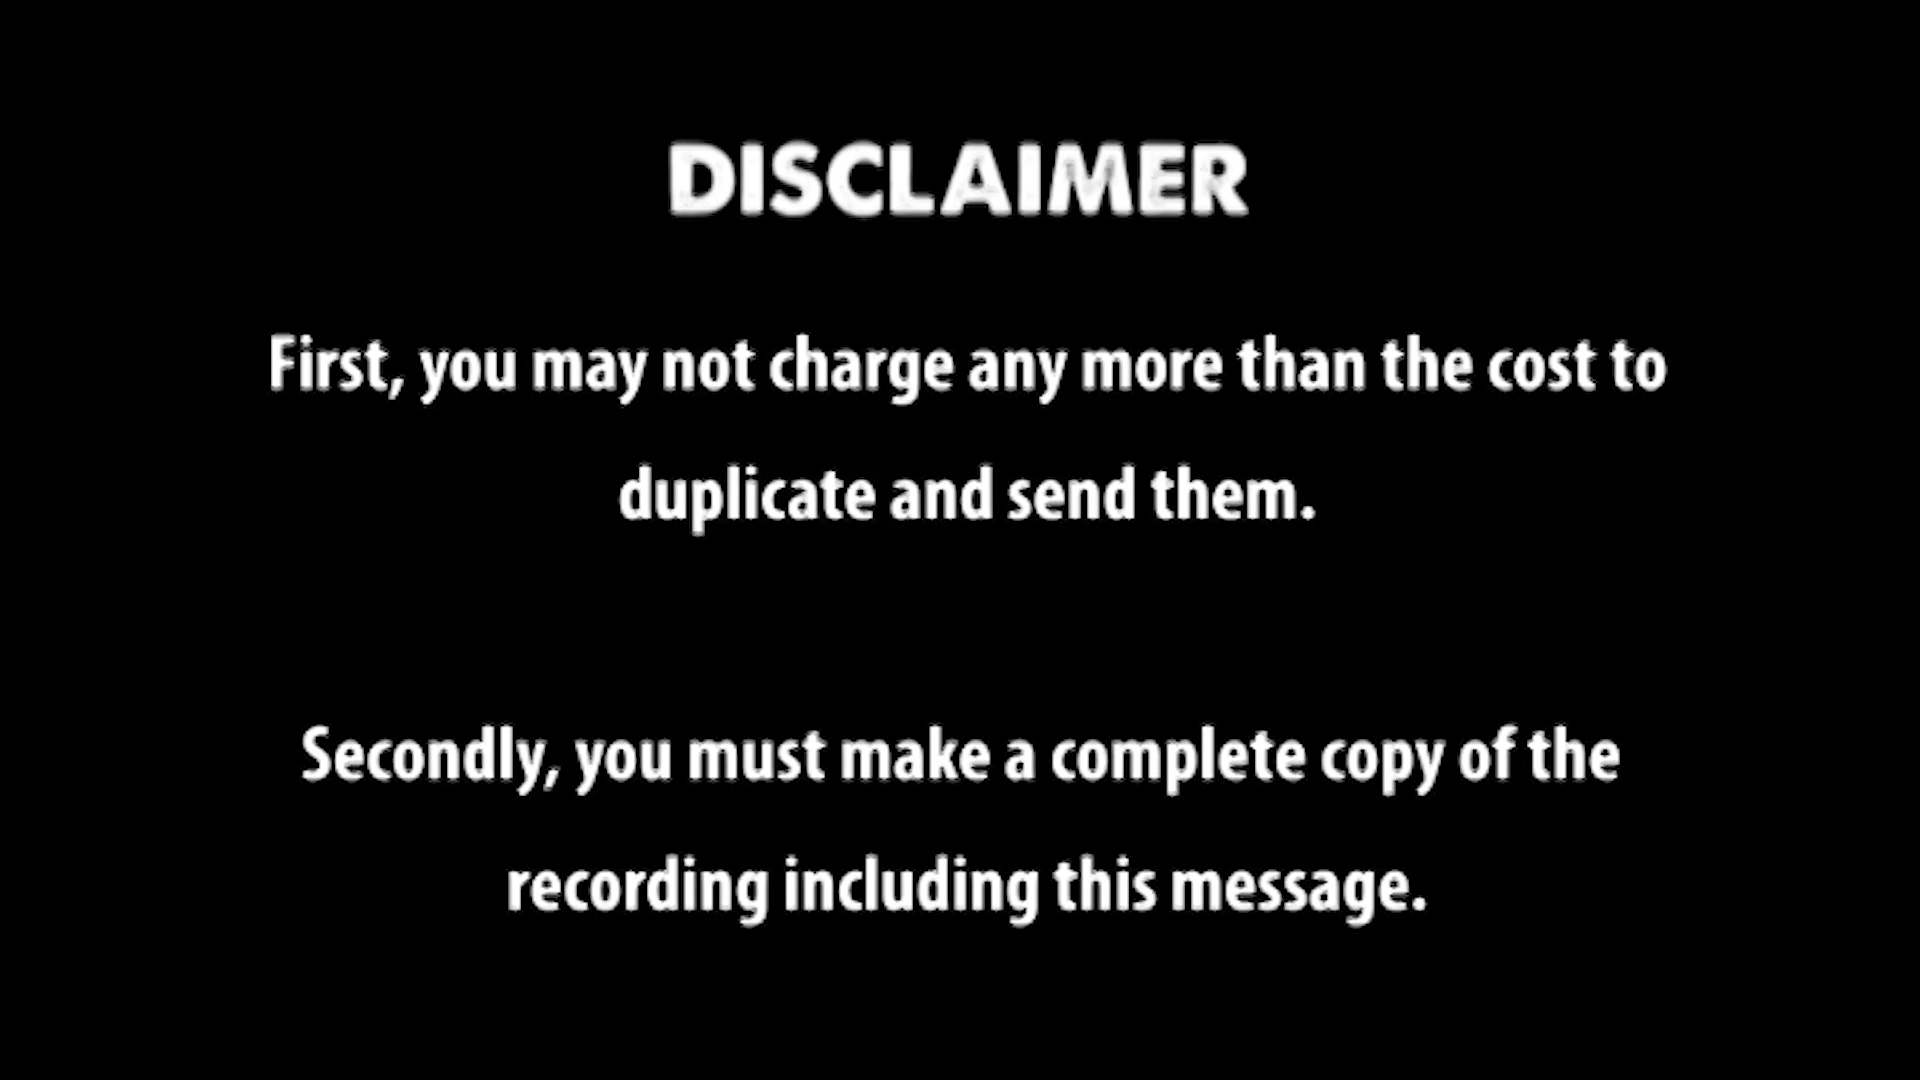 DISCLAIMER
First, you may not charge any more than the cost to
duplicate and send them.
Secondly, you must make a complete copy of the
recording including this message.